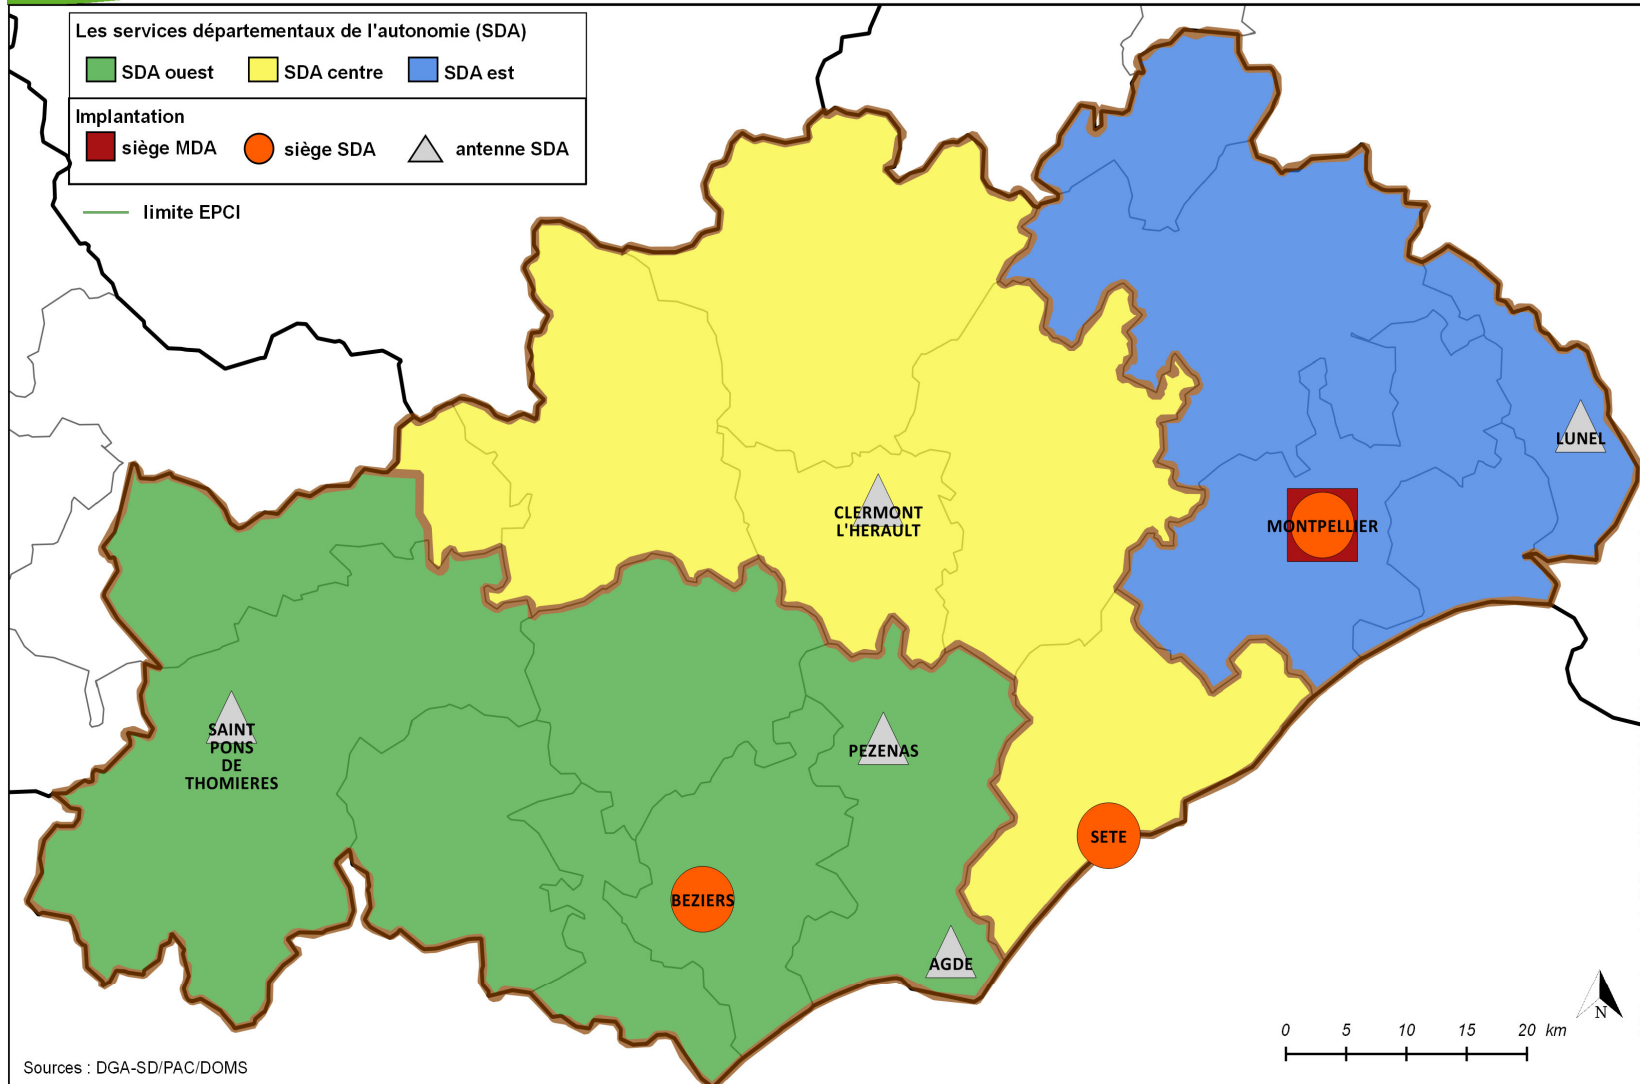 Les services départementaux de l'autonomie (SDA)
SDA ouest
SDA centre
SDA est
Implantation
siège MDA
siège SDA
antenne SDA
limite EPCI
LUNEL
CLERMONT
L'HERAULT
MONTPELLIER
SAINT
PONS
DE
THOMIERES
PEZENAS
SETE
BEZIERS
AGDE
N
0 5 10 15 20 km
Sources : DGA-SD/PAC/DOMS